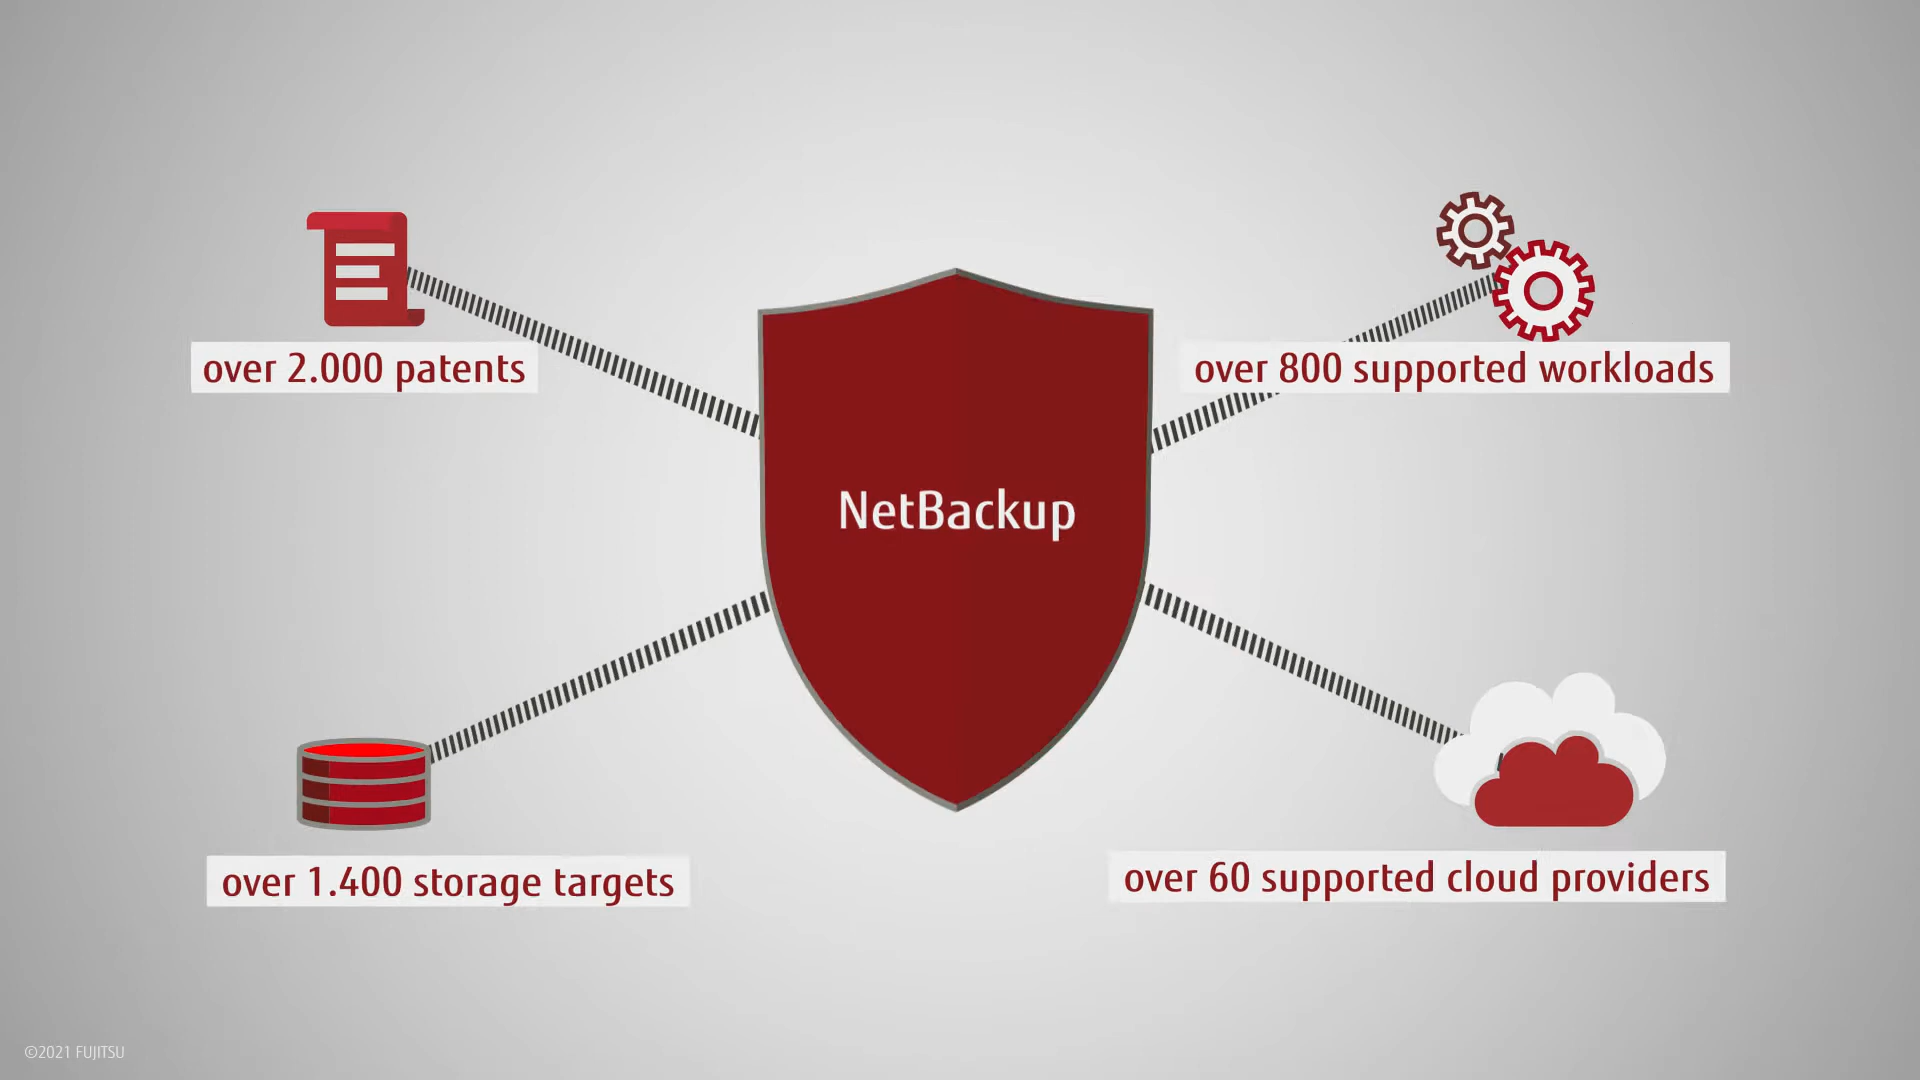 over 2.000 patents
over 800 supported workloads
NetBackup
over 1.400 storage targets
over 60 supported cloud providers
©2021 FUJITSU